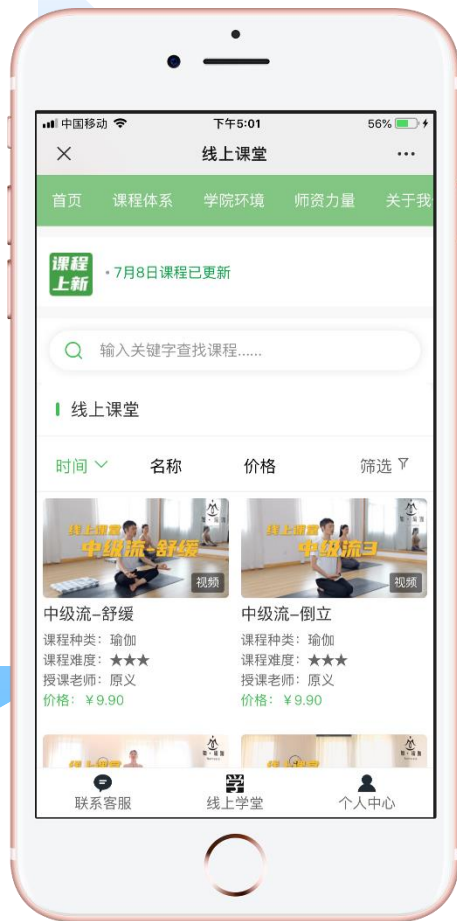 中国移动 下午5:01 56%
线上课堂
首页 课程体系 学院环境 师资力量 关于我
课程上新
·7月8日课程已更新
输入关键字查找课程......
线上课堂
时间 名称 价格 筛选
线上课堂
中级流-舒缓
视频
线上课堂
中级流3
视频
中级流-舒缓 中级流-倒立
课程种类：瑜伽 课程种类：瑜伽
课程难度：★★★ 课程难度：★★★
授课老师：原义 授课老师：原义
价格：￥9.90 价格：￥9.90
联系客服 线上学堂 个人中心